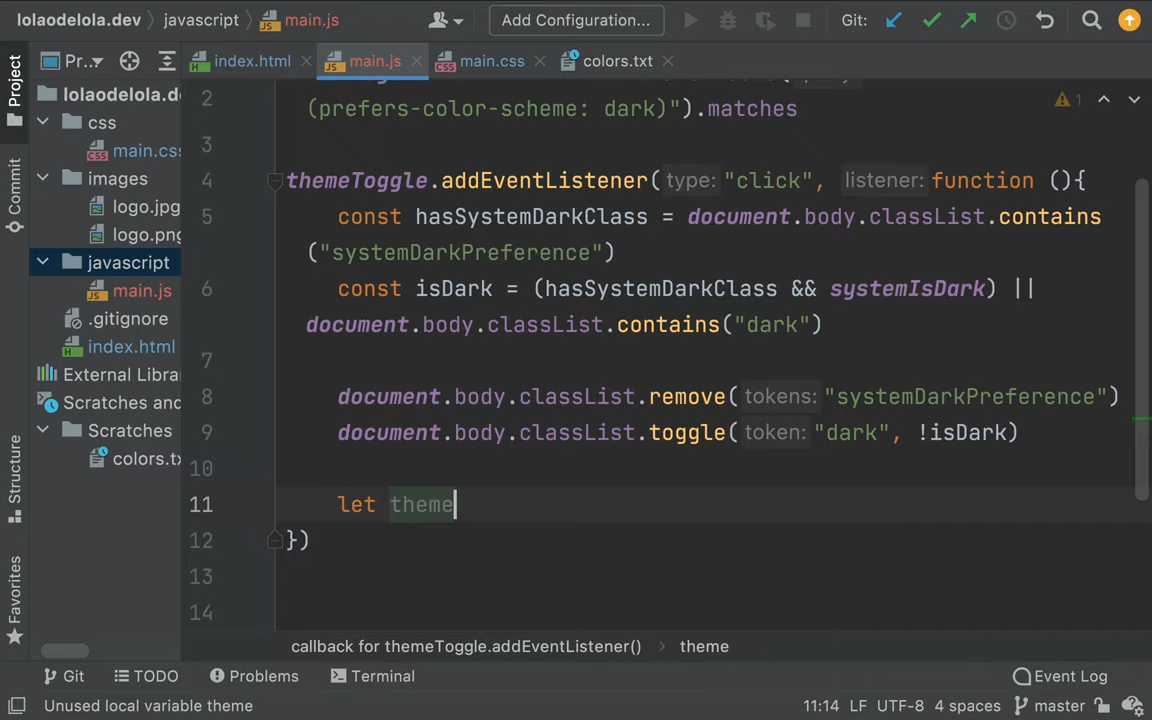 lolaodelola.dev javascript main.js Add Configuration... Git:
Project Pr... index.html main.js main.css colors.txt
lolaodelola.d
css
main.cs
images
logo.jpg
logo.png
javascript
main.js
.gitignore
index.html
External Libra
Scratches and
Scratches
colors.tx
Commit
Structure
Favorites
1
2 (prefers-color-scheme: dark)").matches
3
4 themeToggle.addEventListener( type: "click", listener: function (){
5 const hasSystemDarkClass = document.body.classList.contains
("systemDarkPreference")
6 const isDark = (hasSystemDarkClass && systemIsDark) ||
document.body.classList.contains("dark")
7
8 document.body.classList.remove( tokens: "systemDarkPreference")
9 document.body.classList.toggle( token: "dark", !isDark)
10
11 let theme
12 })
13
14
callback for themeToggle.addEventListener() theme
Git TODO Problems Terminal Event Log
Unused local variable theme 11:14 LF UTF-8 4 spaces master